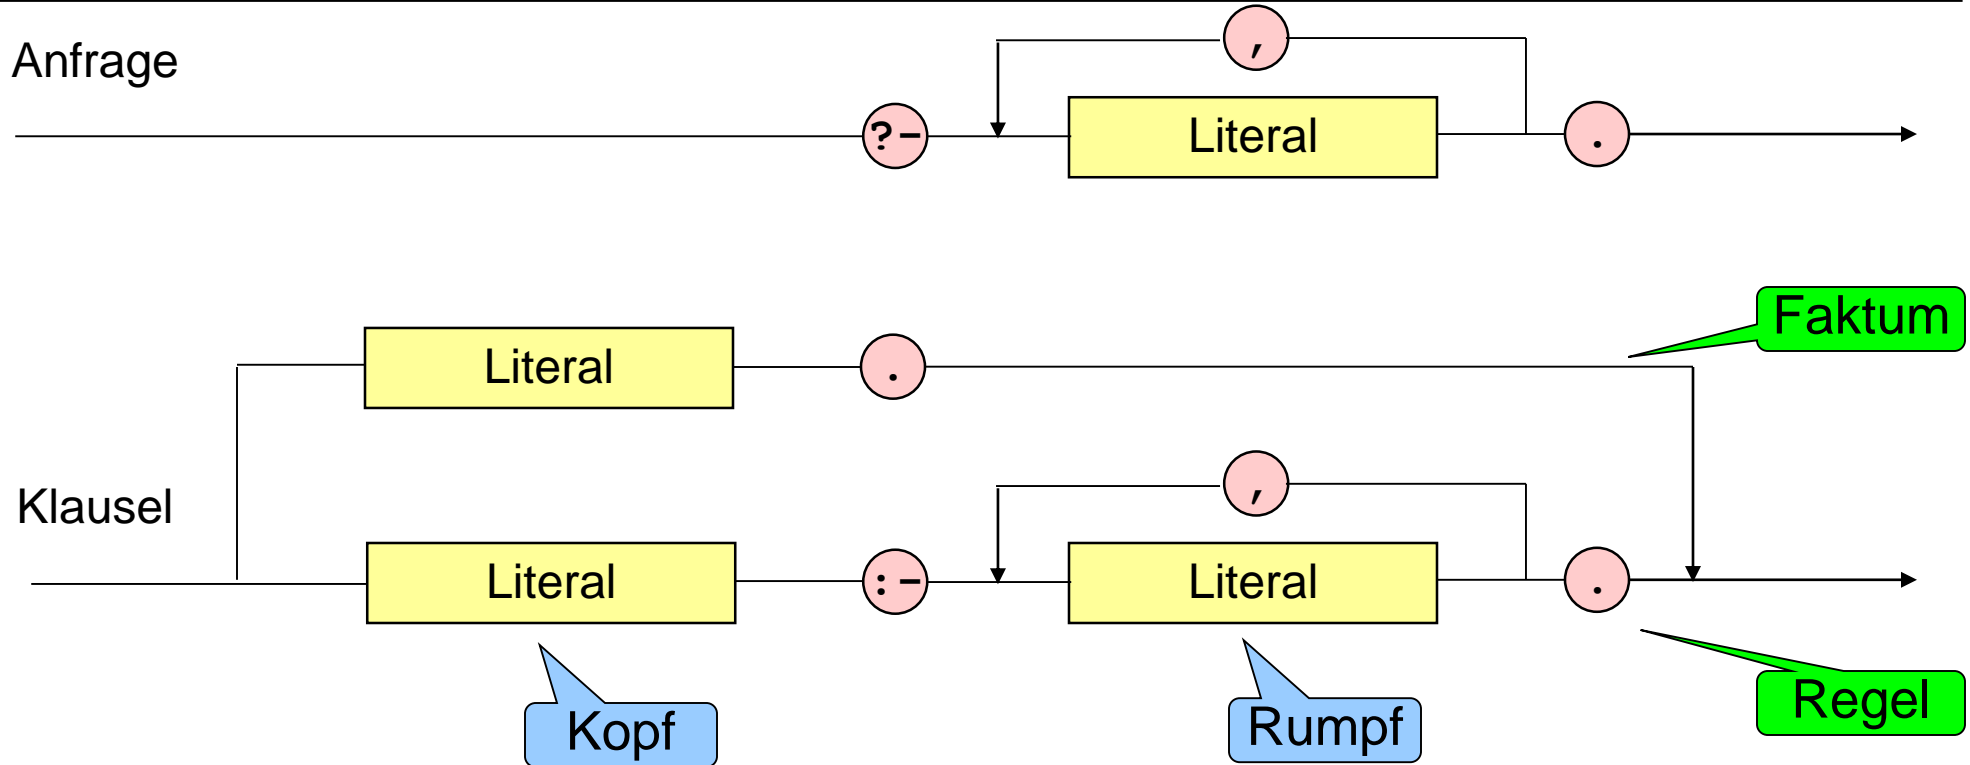 ,
Anfrage
?- Literal .
Faktum
Literal .
,
Klausel
Literal :- Literal .
Kopf Rumpf Regel